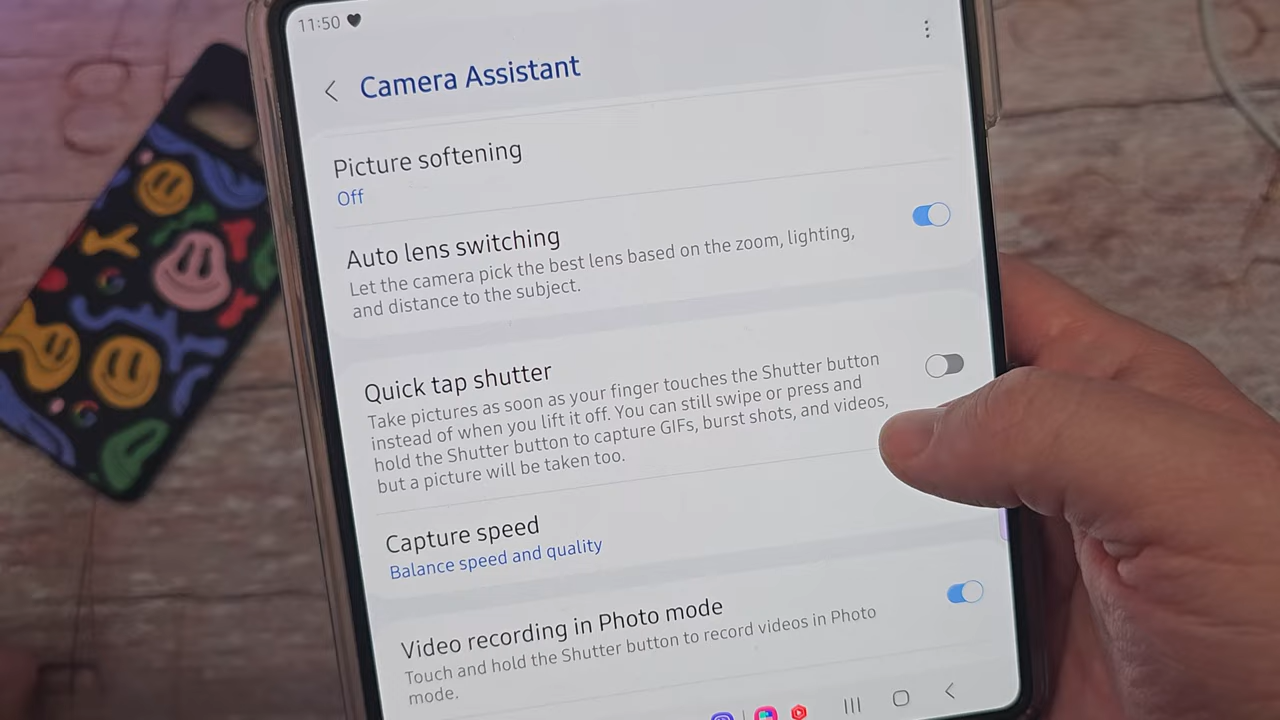 11:50
Camera Assistant
Picture softening
Off
Auto lens switching
Let the camera pick the best lens based on the zoom, lighting,
and distance to the subject.
Quick tap shutter
Take pictures as soon as your finger touches the Shutter button
instead of when you lift it off. You can still swipe or press and
hold the Shutter button to capture GIFs, burst shots, and videos,
but a picture will be taken too.
Capture speed
Balance speed and quality
Video recording in Photo mode
Touch and hold the Shutter button to record videos in Photo
mode.